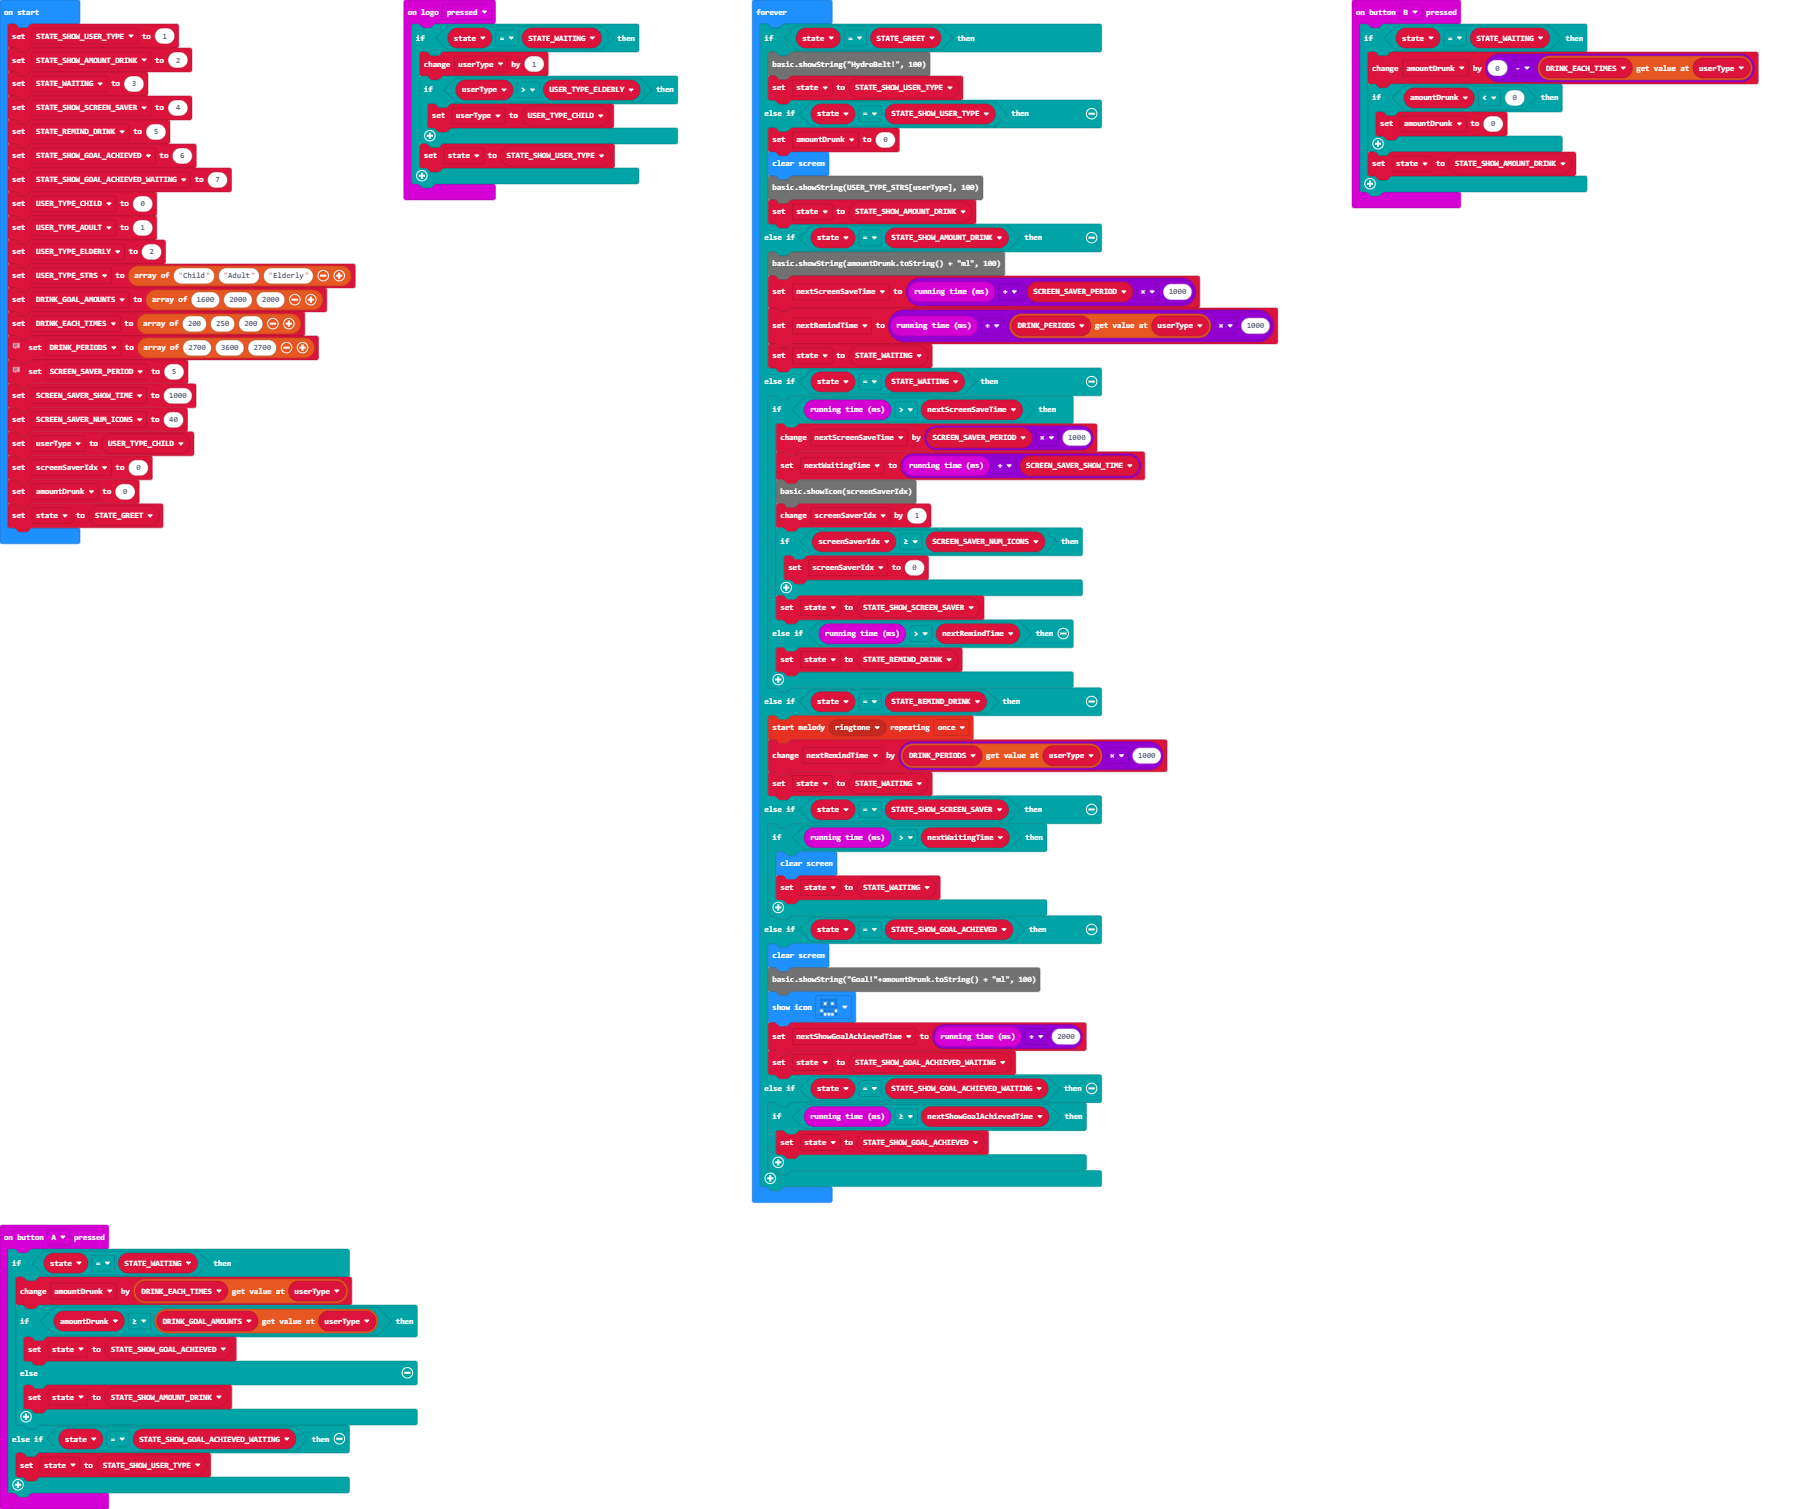 on start
set STATE_SHOW_USER_TYPE to 1
set STATE_SHOW_AMOUNT_DRINK to 2
set STATE_WAITING to 3
set STATE_SHOW_SCREEN_SAVER to 4
set STATE_REMIND_DRINK to 5
set STATE_SHOW_GOAL_ACHIEVED to 6
set STATE_SHOW_GOAL_ACHIEVED_WAITING to 7
set USER_TYPE_CHILD to 0
set USER_TYPE_ADULT to 1
set USER_TYPE_ELDERLY to 2
set USER_TYPE_STRS to array of "Child" "Adult" "Elderly"
set DRINK_GOAL_AMOUNTS to array of 1600 2000 2000
set DRINK_EACH_TIMES to array of 200 250 200
set DRINK_PERIODS to array of 2700 3600 2700
set SCREEN_SAVER_PERIOD to 5
set SCREEN_SAVER_SHOW_TIME to 1000
set SCREEN_SAVER_NUM_ICONS to 40
set userType to USER_TYPE_CHILD
set screenSaverIdx to 0
set amountDrunk to 0
set state to STATE_GREET
on logo pressed
if state = STATE_WAITING then
change userType by 1
if userType > USER_TYPE_ELDERLY then
set userType to USER_TYPE_CHILD
set state to STATE_SHOW_USER_TYPE
forever
if state = STATE_GREET then
basic.showString("HydroBelt!", 100)
set state to STATE_SHOW_USER_TYPE
else if state = STATE_SHOW_USER_TYPE then
set amountDrunk to 0
clear screen
basic.showString(USER_TYPE_STRS[userType], 100)
set state to STATE_SHOW_AMOUNT_DRINK
else if state = STATE_SHOW_AMOUNT_DRINK then
basic.showString(amountDrunk.toString() + "ml", 100)
set nextScreenSaveTime to running time (ms) + SCREEN_SAVER_PERIOD × 1000
set nextRemindTime to running time (ms) + DRINK_PERIODS get value at userType × 1000
set state to STATE_WAITING
else if state = STATE_WAITING then
if running time (ms) > nextScreenSaveTime then
change nextScreenSaveTime by SCREEN_SAVER_PERIOD × 1000
set nextWaitingTime to running time (ms) + SCREEN_SAVER_SHOW_TIME
basic.showIcon(screenSaverIdx)
change screenSaverIdx by 1
if screenSaverIdx ≥ SCREEN_SAVER_NUM_ICONS then
set screenSaverIdx to 0
set state to STATE_SHOW_SCREEN_SAVER
else if running time (ms) > nextRemindTime then
set state to STATE_REMIND_DRINK
else if state = STATE_REMIND_DRINK then
start melody ringtone repeating once
change nextRemindTime by DRINK_PERIODS get value at userType × 1000
set state to STATE_WAITING
else if state = STATE_SHOW_SCREEN_SAVER then
if running time (ms) > nextWaitingTime then
clear screen
set state to STATE_WAITING
else if state = STATE_SHOW_GOAL_ACHIEVED then
clear screen
basic.showString("Goal!"+amountDrunk.toString() + "ml", 100)
show icon
set nextShowGoalAchievedTime to running time (ms) + 2000
set state to STATE_SHOW_GOAL_ACHIEVED_WAITING
else if state = STATE_SHOW_GOAL_ACHIEVED_WAITING then
if running time (ms) ≥ nextShowGoalAchievedTime then
set state to STATE_SHOW_GOAL_ACHIEVED
on button B pressed
if state = STATE_WAITING then
change amountDrunk by 0 - DRINK_EACH_TIMES get value at userType
if amountDrunk < 0 then
set amountDrunk to 0
set state to STATE_SHOW_AMOUNT_DRINK
on button A pressed
if state = STATE_WAITING then
change amountDrunk by DRINK_EACH_TIMES get value at userType
if amountDrunk ≥ DRINK_GOAL_AMOUNTS get value at userType then
set state to STATE_SHOW_GOAL_ACHIEVED
else
set state to STATE_SHOW_AMOUNT_DRINK
else if state = STATE_SHOW_GOAL_ACHIEVED_WAITING then
set state to STATE_SHOW_USER_TYPE